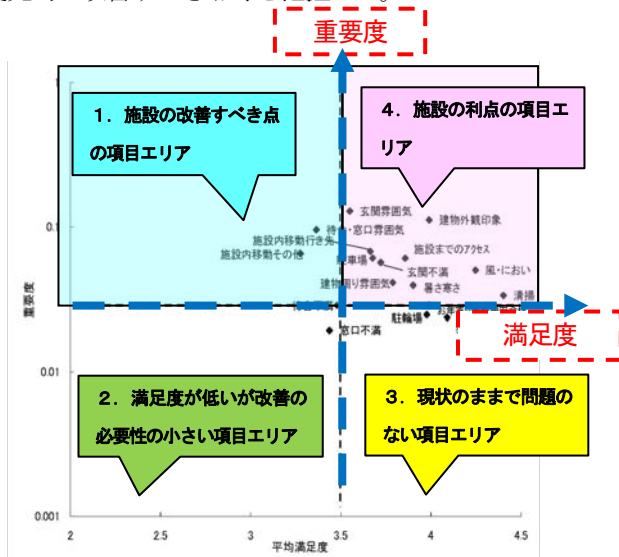 重要度
1
1．施設の改善すべき点
の項目エリア
4．施設の利点の項目エ
リア
玄関雰囲気
建物外観印象
0.1
窓口雰囲気
施設内移動行き先
施設までのアクセス
施設内移動その他
車場
玄関不満
風・におい
建物周り雰囲気
暑さ寒さ
清掃
重要度
駐輪場
窓口不満
満足度
0.01
2．満足度が低いが改善の
必要性の小さい項目エリア
3．現状のままで問題の
ない項目エリア
0.001
2
2.5
3
3.5
4
4.5
平均満足度